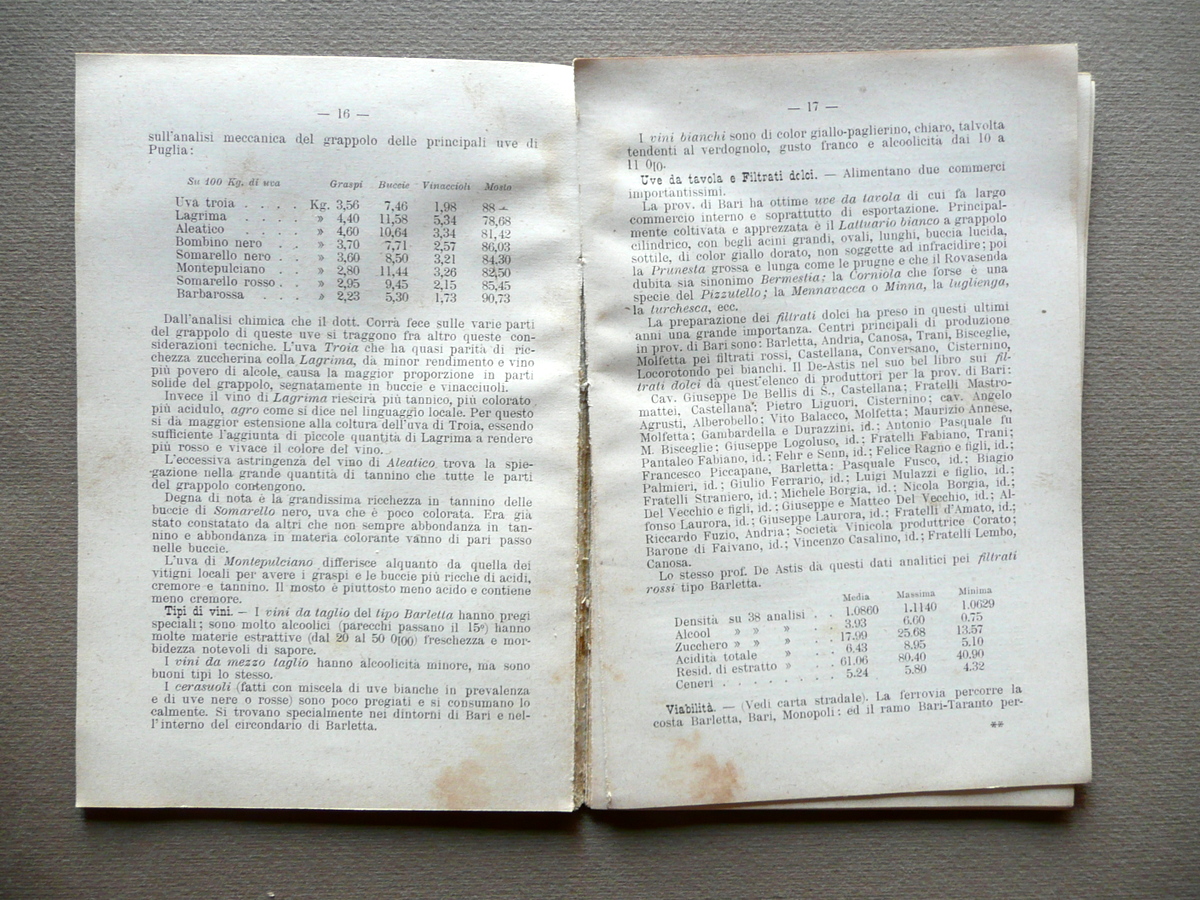 — 16 —
sull'analisi meccanica del grappolo delle principali uve di
Puglia:
Su 100 Kg. di uva Graspi Buccie Vinaccioli Mosto
Uva troia . . . . Kg. 3,56 7,46 1,98 88 —
Lagrima . . . . » 4,40 11,58 5,34 78,68
Aleatico . . . . » 4,60 10,64 3,34 81,42
Bombino nero . . » 3,70 7,71 2,57 86,03
Somarello nero . . » 3,60 8,50 3,21 84,30
Montepulciano . . » 2,80 11,44 3,26 82,50
Somarello rosso . . » 2,95 9,45 2,15 85,45
Barbarossa . . . » 2,23 5,30 1,73 90,73
Dall'analisi chimica che il dott. Corrà fece sulle varie parti
del grappolo di queste uve si traggono fra altro queste con-
siderazioni tecniche. L'uva Troia che ha quasi parità di ric-
chezza zuccherina colla Lagrima, dà minor rendimento e vino
più povero di alcole, causa la maggior proporzione in parti
solide del grappolo, segnatamente in buccie e vinacciuoli.
Invece il vino di Lagrima riescirà più tannico, più colorato
più acidulo, agro come si dice nel linguaggio locale. Per questo
si dà maggior estensione alla coltura dell'uva di Troia, essendo
sufficiente l'aggiunta di piccole quantità di Lagrima a rendere
più rosso e vivace il colore del vino.
L'eccessiva astringenza del vino di Aleatico trova la spie-
gazione nella grande quantità di tannino che tutte le parti
del grappolo contengono.
Degna di nota è la grandissima ricchezza in tannino delle
buccie di Somarello nero, uva che è poco colorata. Era già
stato constatato da altri che non sempre abbondanza in tan-
nino e abbondanza in materia colorante vanno di pari passo
nelle buccie.
L'uva di Montepulciano differisce alquanto da quella dei
vitigni locali per avere i graspi e le buccie più ricche di acidi,
cremore e tannino. Il mosto è piuttosto meno acido e contiene
meno cremore.
Tipi di vini. — I vini da taglio del tipo Barletta hanno pregi
speciali; sono molto alcoolici (parecchi passano il 15º) hanno
molte materie estrattive (dal 20 al 50 0[00) freschezza e mor-
bidezza notevoli di sapore.
I vini da mezzo taglio hanno alcoolicità minore, ma sono
buoni tipi lo stesso.
I cerasuoli (fatti con miscela di uve bianche in prevalenza
e di uve nere o rosse) sono poco pregiati e si consumano lo
calmente. Si trovano specialmente nei dintorni di Bari e nel-
l'interno del circondario di Barletta.
— 17 —
I vini bianchi sono di color giallo-paglierino, chiaro, talvolta
tendenti al verdognolo, gusto franco e alcoolicità dai 10 a
11 0[0.
Uve da tavola e Filtrati dolci. — Alimentano due commerci
importantissimi.
La prov. di Bari ha ottime uve da tavola di cui fa largo
commercio interno e soprattutto di esportazione. Principal-
mente coltivata e apprezzata è il Lattuario bianco a grappolo
cilindrico, con begli acini grandi, ovali, lunghi, buccia lucida,
sottile, di color giallo dorato, non soggette ad infracidire; poi
la Prunesta grossa e lunga come le prugne e che il Rovasenda
dubita sia sinonimo Bermestia; la Corniola che forse è una
specie del Pizzutello; la Mennavacca o Minna, la luglienga,
la turchesca, ecc.
La preparazione dei filtrati dolci ha preso in questi ultimi
anni una grande importanza. Centri principali di produzione
in prov. di Bari sono: Barletta, Andria, Canosa, Trani, Bisceglie,
Molfetta pei filtrati rossi, Castellana, Conversano, Cisternino,
Locorotondo pei bianchi. Il De-Astis nel suo bel libro sui fil-
trati dolci dà quest'elenco di produttori per la prov. di Bari:
Cav. Giuseppe De Bellis di S., Castellana; Fratelli Mastro-
mattei, Castellana; Pietro Liguori, Cisternino; cav. Angelo
Agrusti, Alberobello; Vito Balacco, Molfetta; Maurizio Annese,
Molfetta; Gambardella e Durazzini, id.; Antonio Pasquale fu
M. Bisceglie; Giuseppe Logoluso, id.; Fratelli Fabiano, Trani;
Pantaleo Fabiano, id.; Fehr e Senn, id.; Felice Ragno e figli, id.;
Francesco Piccapane, Barletta; Pasquale Fusco, id.; Biagio
Palmieri, id.; Giulio Ferrario, id.; Luigi Mulazzi e figlio, id.;
Fratelli Straniero, id.; Michele Borgia, id.; Nicola Borgia, id.;
Del Vecchio e figli, id.; Giuseppe e Matteo Del Vecchio, id.; Al-
fonso Laurora, id.; Giuseppe Laurora, id.; Fratelli d'Amato, id.;
Riccardo Fuzio, Andria; Società Vinicola produttrice Corato;
Barone di Faivano, id.; Vincenzo Casalino, id.; Fratelli Lembo,
Canosa.
Lo stesso prof. De Astis dà questi dati analitici pei filtrati
rossi tipo Barletta.
Media Massima Minima
Densità su 38 analisi . 1.0860 1.1140 1.0629
Alcool » » » . . 3.93 6.60 0.75
Zucchero » » » . . 17.99 25.68 13.57
Acidità totale » . . 6.43 8.95 5.10
Resid. di estratto » . . 61.06 80.40 40.90
Ceneri . . . . . . . . 5.24 5.80 4.32
Viabilità. — (Vedi carta stradale). La ferrovia percorre la
costa Barletta, Bari, Monopoli: ed il ramo Bari-Taranto per-
**